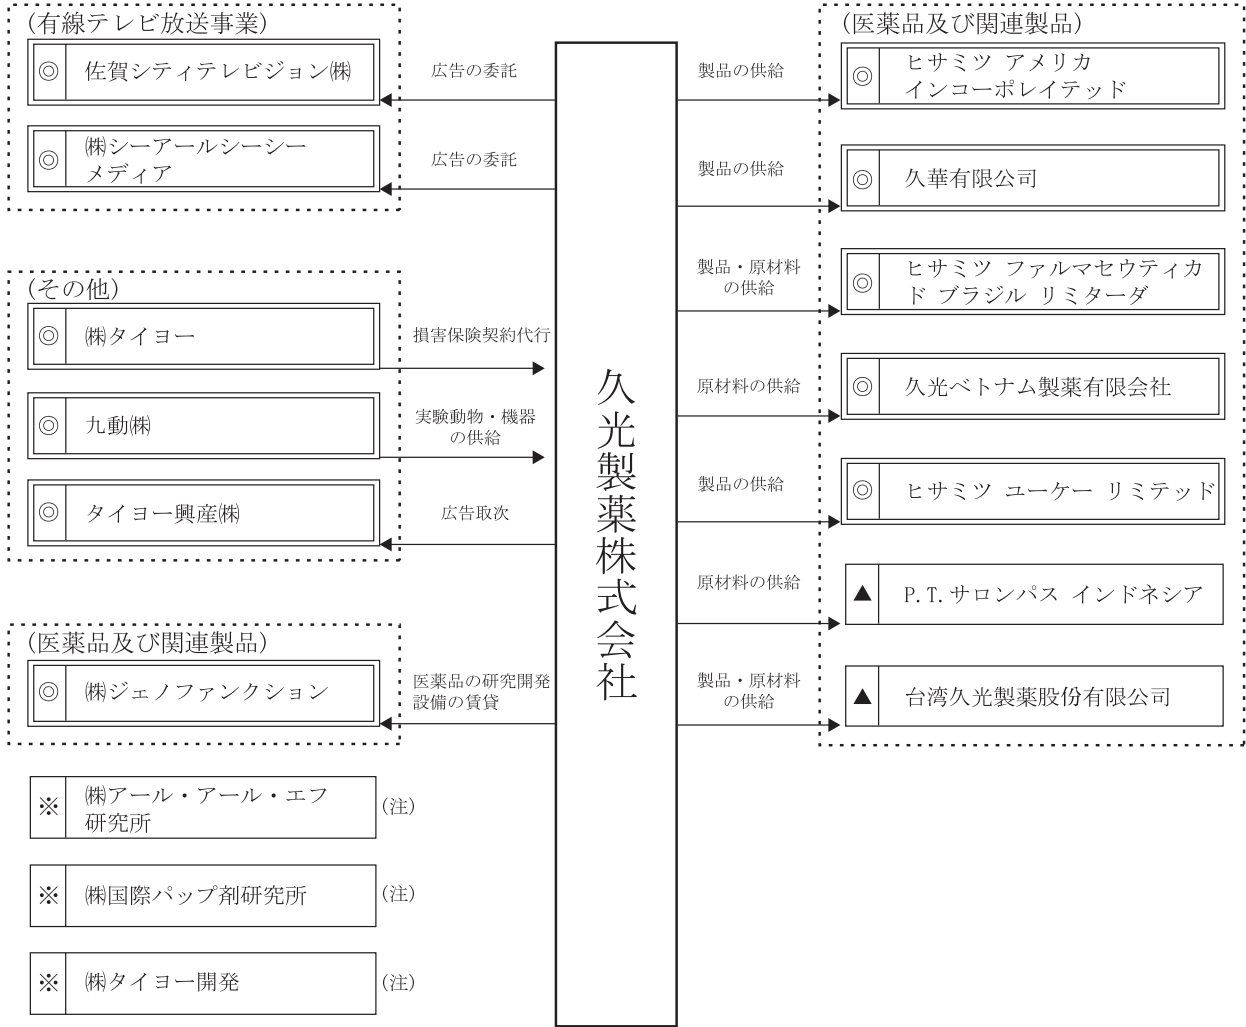 (有線テレビ放送事業)
◎ 佐賀シティテレビジョン㈱
広告の委託
◎ ㈱シーアールシーシー
メディア
広告の委託
(その他)
◎ ㈱タイヨー
損害保険契約代行
◎ 九動㈱
実験動物・機器
の供給
◎ タイヨー興産㈱
広告取次
(医薬品及び関連製品)
◎ ㈱ジェノファンクション
医薬品の研究開発
設備の賃貸
※ ㈱アール・アール・エフ
研究所
(注)
※ ㈱国際パップ剤研究所
(注)
※ ㈱タイヨー開発
(注)
久光製薬株式会社
(医薬品及び関連製品)
製品の供給
◎ ヒサミツ アメリカ
インコーポレイテッド
製品の供給
◎ 久華有限公司
製品・原材料
の供給
◎ ヒサミツ ファルマセウティカ
ド ブラジル リミターダ
原材料の供給
◎ 久光ベトナム製薬有限会社
製品の供給
◎ ヒサミツ ユーケー リミテッド
原材料の供給
▲ P.T.サロンパス インドネシア
製品・原材料
の供給
▲ 台湾久光製薬股份有限公司